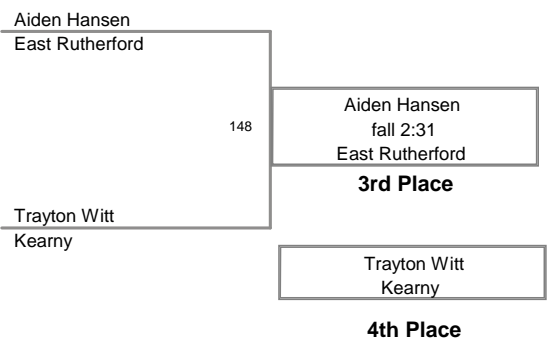 Aiden Hansen
East Rutherford
148
Aiden Hansen
fall 2:31
East Rutherford
3rd Place
Trayton Witt
Kearny
Trayton Witt
Kearny
4th Place